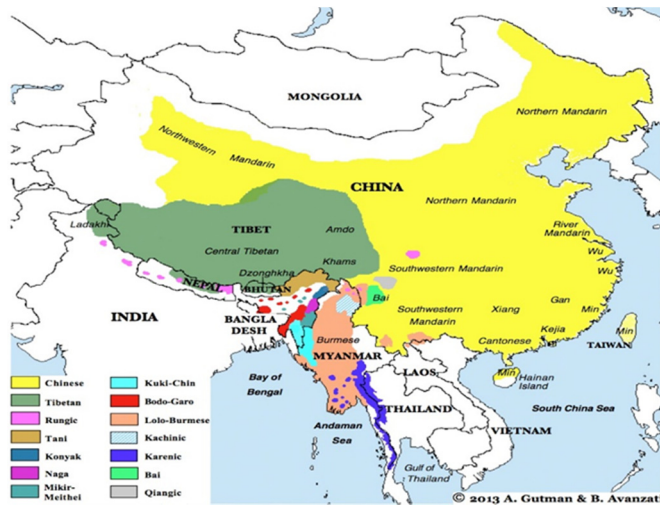 MONGOLIA
Northern Mandarin
Northwestern Mandarin
CHINA
Northern Mandarin
Ladakhi
TIBET
Amdo
Central Tibetan
Khams
River
Mandarin
Wu
Dzonghkha
Southwestern Mandarin
Wu
NEPAL
BHUTAN
Bai
INDIA
BANGLA
DESH
Southwestern
Mandarin
Xiang
Gan
Min
Burmese
Kejia
Cantonese
Min
TAIWAN
MYANMAR
LAOS
Min
Hainan
Island
Bay of
Bengal
THAILAND
South China Sea
VIETNAM
Andaman
Sea
Gulf of
Thailand
Chinese
Tibetan
Rungic
Tani
Konyak
Naga
Mikir-
Meithei
Kuki-Chin
Bodo-Garo
Lolo-Burmese
Kachinic
Karenic
Bai
Qiangic
© 2013 A. Gutman & B. Avanzat